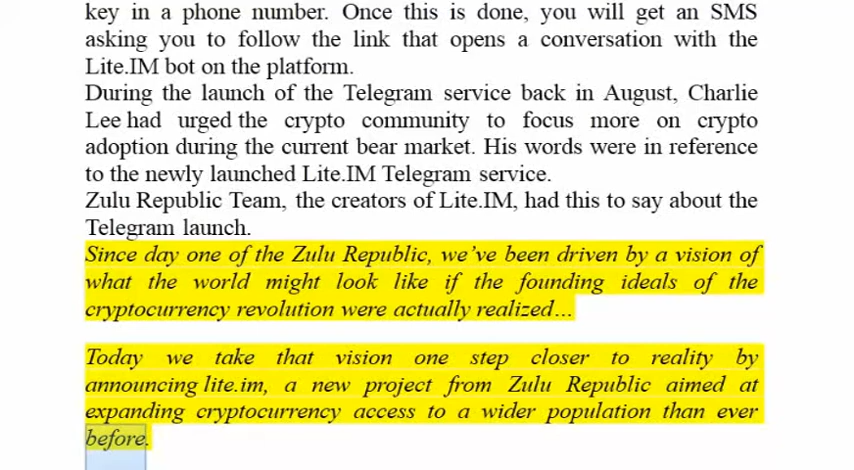 key in a phone number. Once this is done, you will get an SMS
asking you to follow the link that opens a conversation with the
Lite.IM bot on the platform.
During the launch of the Telegram service back in August, Charlie
Lee had urged the crypto community to focus more on crypto
adoption during the current bear market. His words were in reference
to the newly launched Lite.IM Telegram service.
Zulu Republic Team, the creators of Lite.IM, had this to say about the
Telegram launch.
Since day one of the Zulu Republic, we've been driven by a vision of
what the world might look like if the founding ideals of the
cryptocurrency revolution were actually realized…
Today we take that vision one step closer to reality by
announcing lite.im, a new project from Zulu Republic aimed at
expanding cryptocurrency access to a wider population than ever
before.